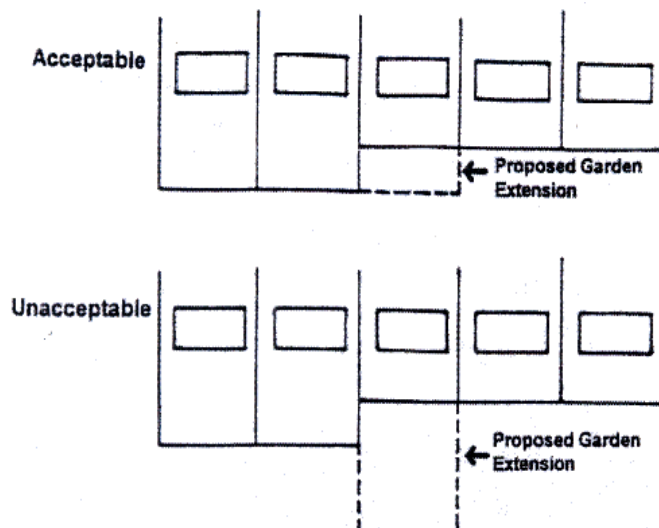 Acceptable
Proposed Garden
Extension
Unacceptable
Proposed Garden
Extension